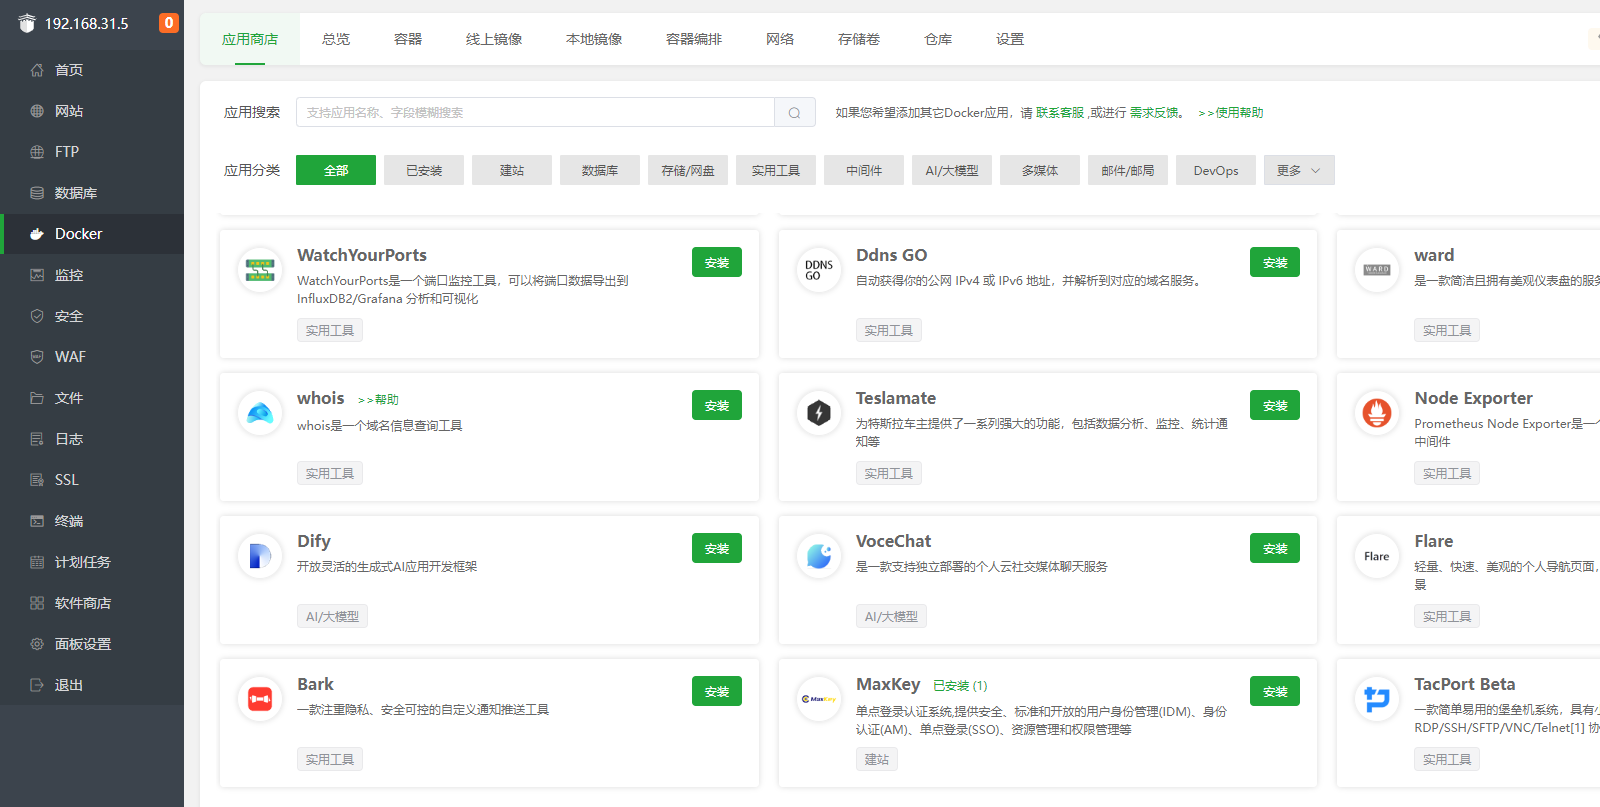 192.168.31.5
0
首页
网站
FTP
数据库
Docker
监控
安全
WAF
文件
日志
SSL
终端
计划任务
软件商店
面板设置
退出
应用商店 总览 容器 线上镜像 本地镜像 容器编排 网络 存储卷 仓库 设置
应用搜索 支持应用名称、字段模糊搜索 如果您希望添加其它Docker应用，请 联系客服 ,或进行 需求反馈。 >>使用帮助
应用分类 全部 已安装 建站 数据库 存储/网盘 实用工具 中间件 AI/大模型 多媒体 邮件/邮局 DevOps 更多
WatchYourPorts
安装
WatchYourPorts是一个端口监控工具，可以将端口数据导出到
InfluxDB2/Grafana 分析和可视化
实用工具
DDNS
GO
Ddns GO
安装
自动获得你的公网 IPv4 或 IPv6 地址，并解析到对应的域名服务。
实用工具
WARD
ward
是一款简洁且拥有美观仪表盘的服务
实用工具
whois >>帮助
安装
whois是一个域名信息查询工具
实用工具
Teslamate
安装
为特斯拉车主提供了一系列强大的功能，包括数据分析、监控、统计通
知等
实用工具
Node Exporter
Prometheus Node Exporter是一个
中间件
实用工具
Dify
安装
开放灵活的生成式AI应用开发框架
AI/大模型
VoceChat
安装
是一款支持独立部署的个人云社交媒体聊天服务
AI/大模型
Flare
Flare
轻量、快速、美观的个人导航页面，
景
实用工具
Bark
安装
一款注重隐私、安全可控的自定义通知推送工具
实用工具
MaxKey
MaxKey 已安装 (1)
安装
单点登录认证系统,提供安全、标准和开放的用户身份管理(IDM)、身份
认证(AM)、单点登录(SSO)、资源管理和权限管理等
建站
TacPort Beta
一款简单易用的堡垒机系统，具有小
RDP/SSH/SFTP/VNC/Telnet[1] 协
实用工具